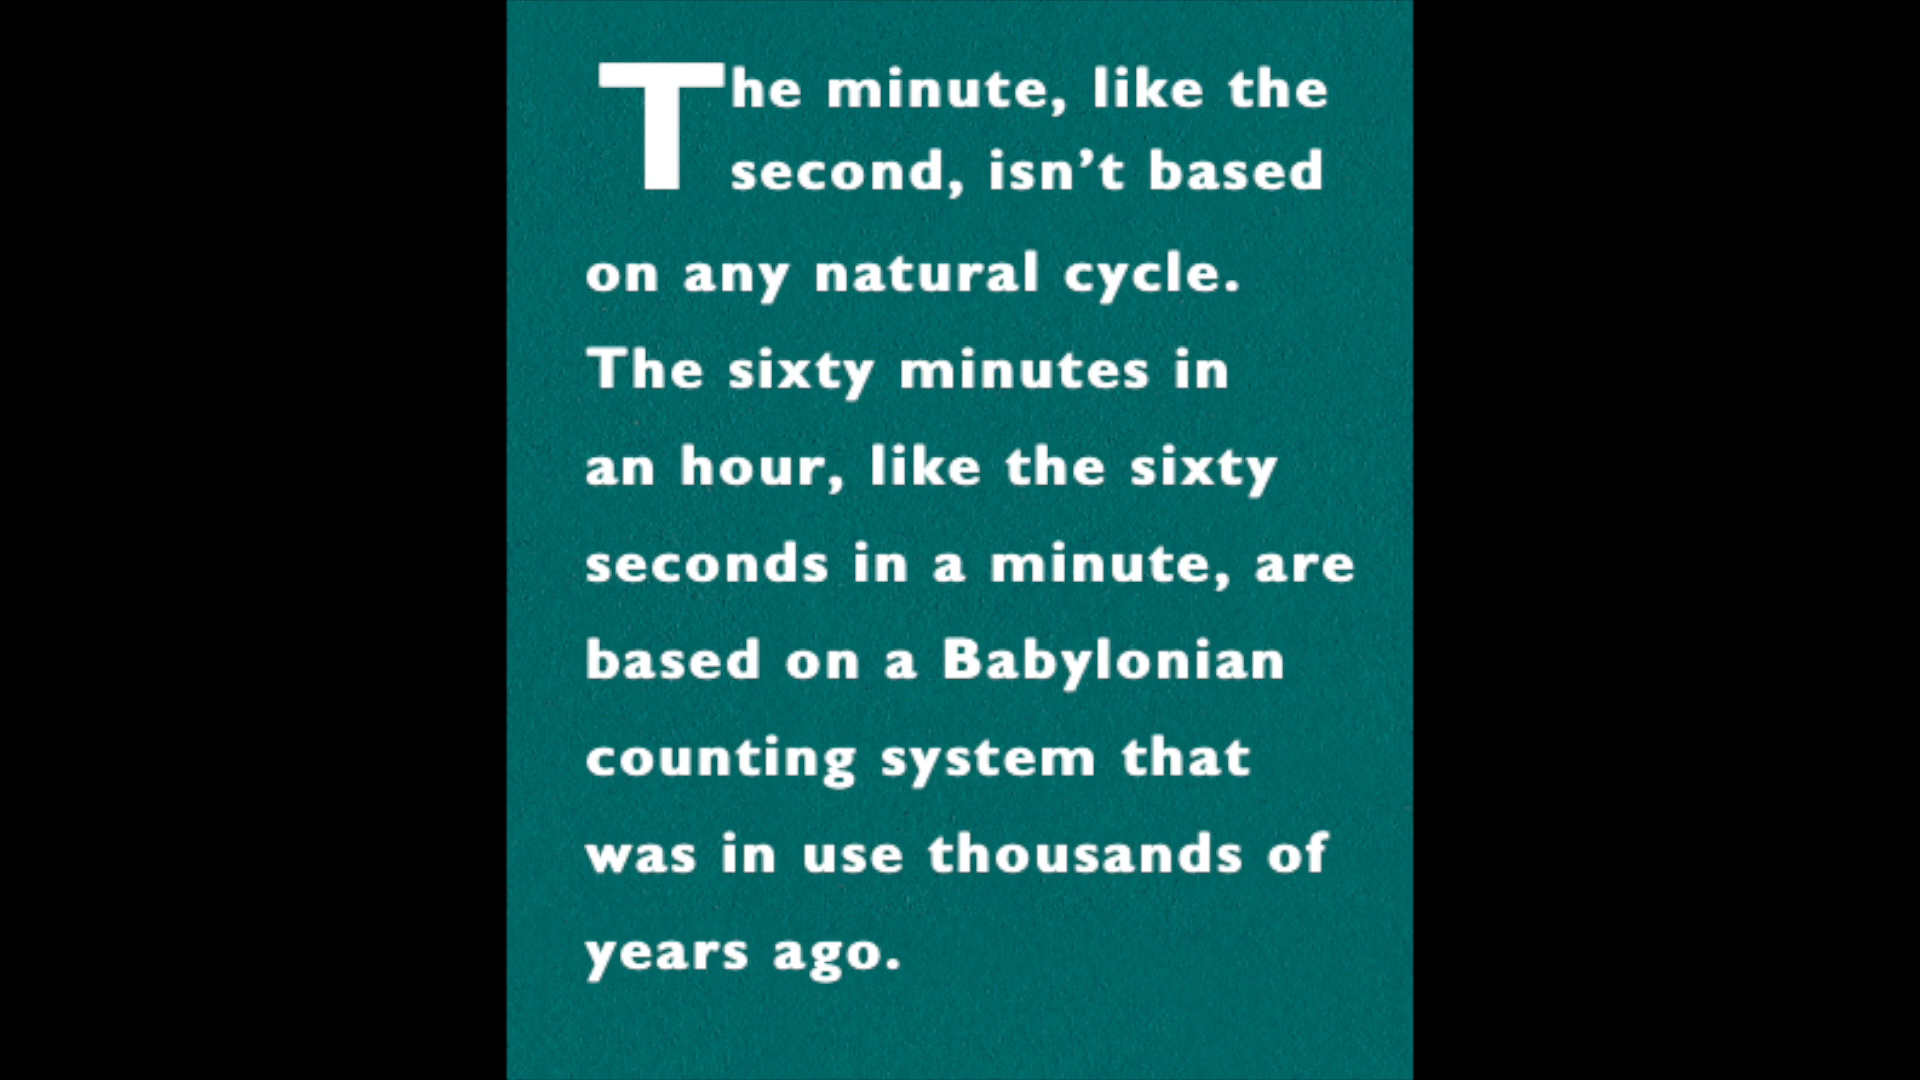 The minute, like the
second, isn’t based
on any natural cycle.
The sixty minutes in
an hour, like the sixty
seconds in a minute, are
based on a Babylonian
counting system that
was in use thousands of
years ago.